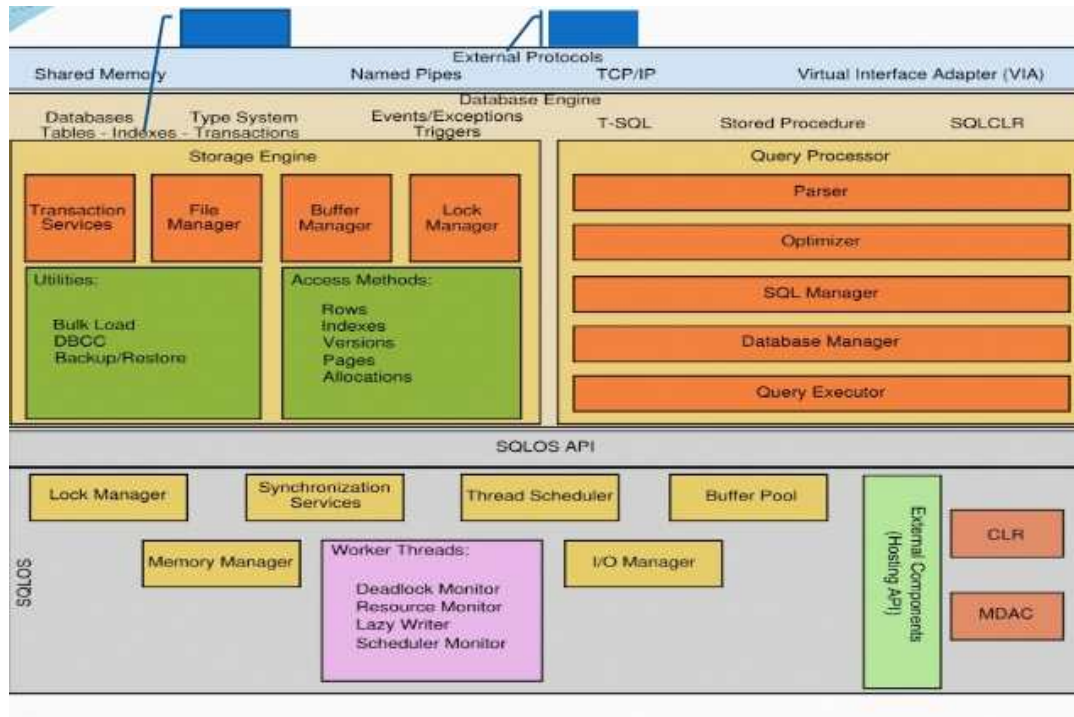 External Protocols
Shared Memory Named Pipes TCP/IP Virtual Interface Adapter (VIA)
Database Engine
Databases Type System Events/Exceptions T-SQL Stored Procedure SQLCLR
Tables - Indexes - Transactions Triggers
Storage Engine
Transaction
Services
File
Manager
Buffer
Manager
Lock
Manager
Utilities:
Bulk Load
DBCC
Backup/Restore
Access Methods:
Rows
Indexes
Versions
Pages
Allocations
Query Processor
Parser
Optimizer
SQL Manager
Database Manager
Query Executor
SQLOS API
SQLOS
Lock Manager
Synchronization
Services
Thread Scheduler
Buffer Pool
Memory Manager
Worker Threads:
Deadlock Monitor
Resource Monitor
Lazy Writer
Scheduler Monitor
I/O Manager
External Components
(Hosting API)
CLR
MDAC